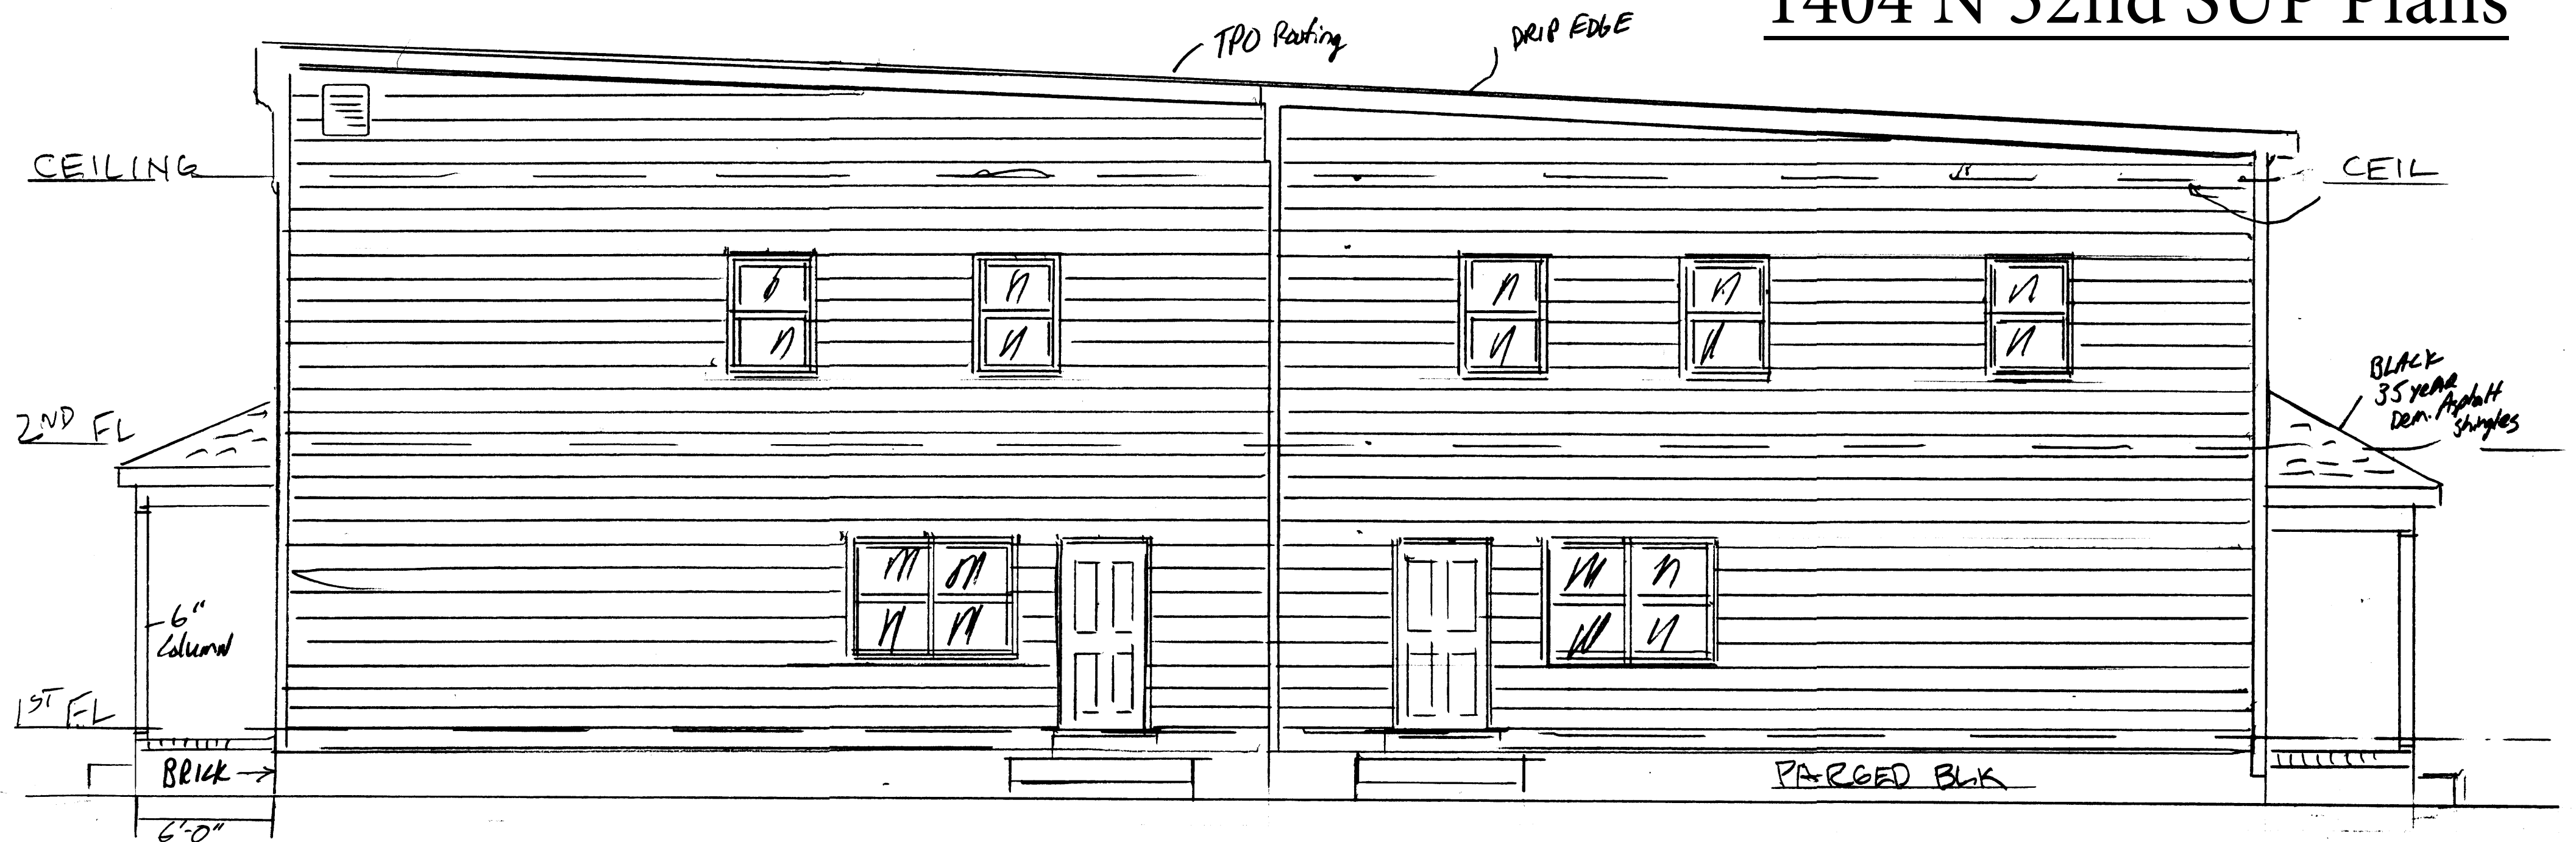 1404 N 32nd SUP Plans
TPO Roofing
DRIP EDGE
CEILING
CEIL
BLACK
35 year
Dem. Asphalt
shingles
2ND FL
6"
Column
1ST FL
BRICK
PARGED BLK
6'-0"